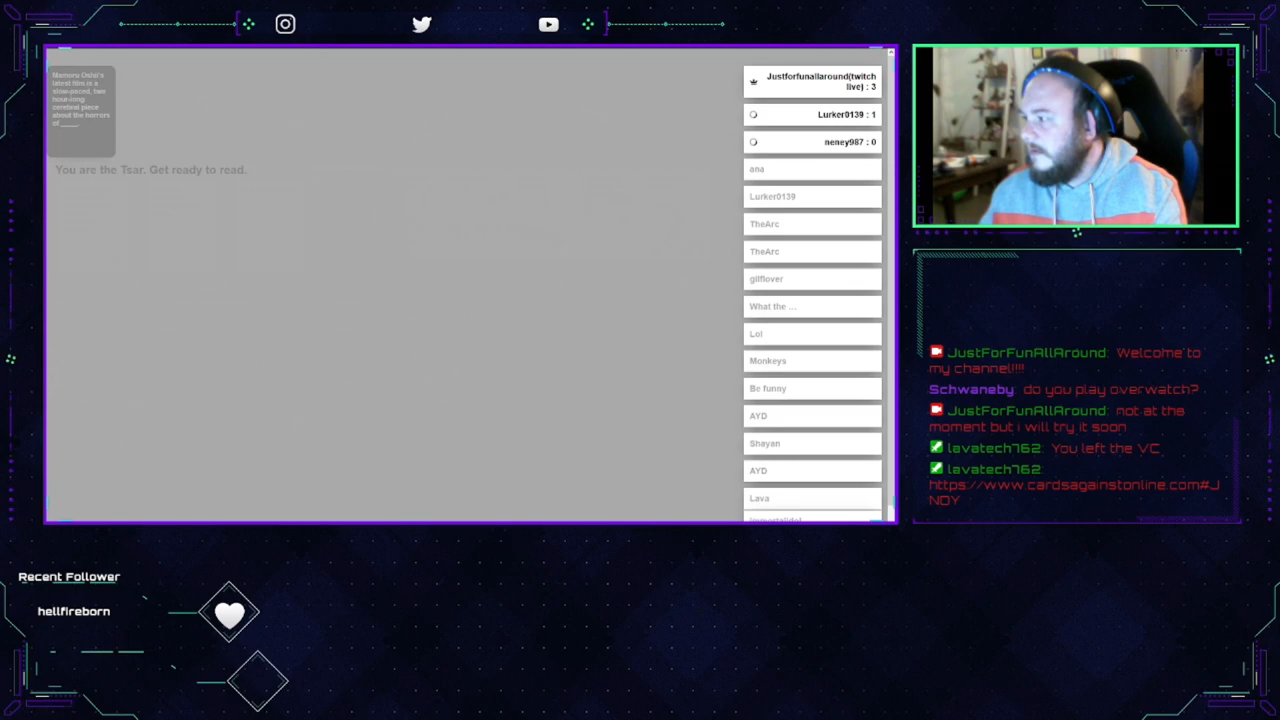 Mamoru Oshii's
latest film is a
slow-paced, two
hour-long
cerebral piece
about the horrors
of_____.
You are the Tsar. Get ready to read.
Justforfunallaround(twitch
live) : 3
Lurker0139 : 1
neney987 : 0
ana
Lurker0139
TheArc
TheArc
gilflover
What the ...
Lol
Monkeys
Be funny
AYD
Shayan
AYD
Lava
JustForFunAllAround: Welcome to
my channel!!!!
Schwaneby: do you play overwatch?
JustForFunAllAround: not at the
moment but i will try it soon
lavatech762: You left the VC
lavatech762:
https://www.cardsagainstonline.com#J
NDY
Recent Follower
hellfireborn